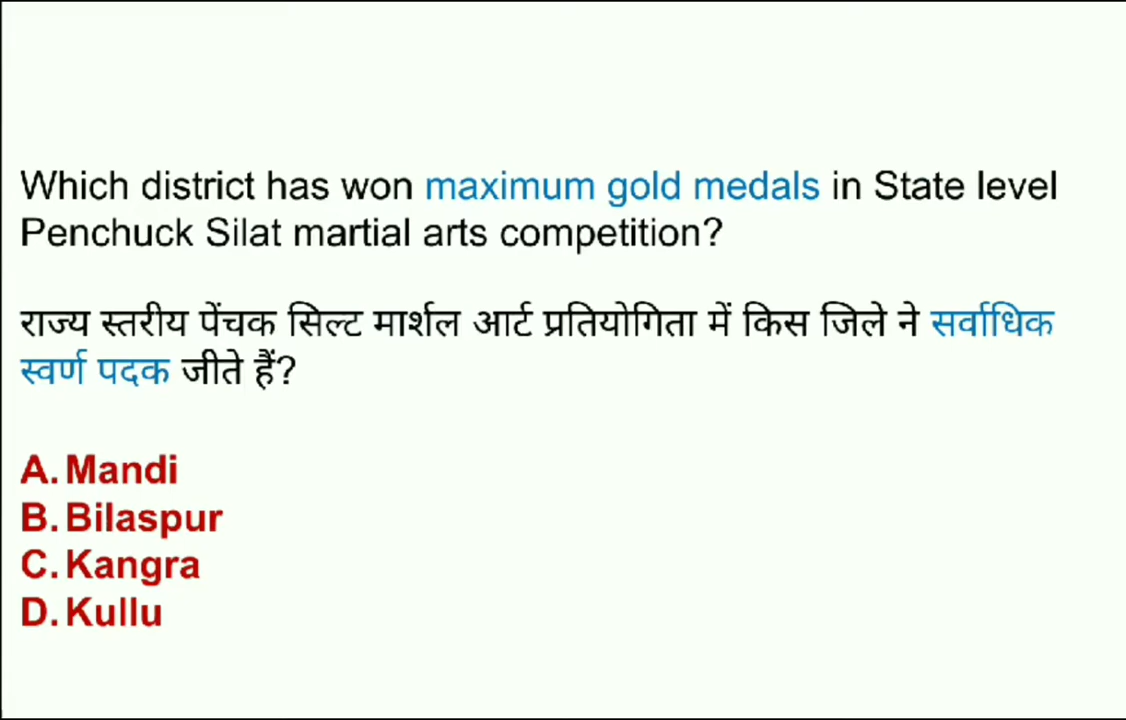 Which district has won maximum gold medals in State level
Penchuck Silat martial arts competition?
राज्य स्तरीय पेंचक सिल्ट मार्शल आर्ट प्रतियोगिता में किस जिले ने सर्वाधिक
स्वर्ण पदक जीते हैं?
A. Mandi
B. Bilaspur
C. Kangra
D. Kullu